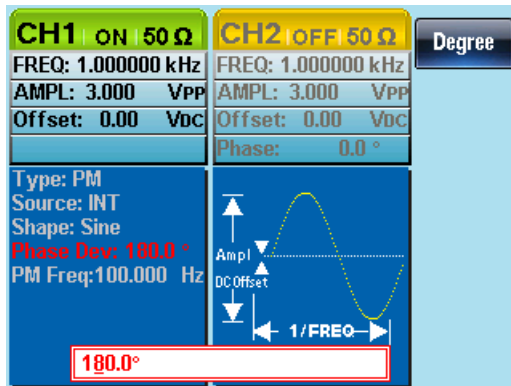 CH1 ON 50 Ω
FREQ: 1.000000 kHz
AMPL: 3.000 VPP
Offset: 0.00 VDC
CH2 OFF 50 Ω
FREQ: 1.000000 kHz
AMPL: 3.000 VPP
Offset: 0.00 VDC
Phase: 0.0 °
Degree
Type: PM
Source: INT
Shape: Sine
Phase Dev: 180.0 °
PM Freq:100.000 Hz
Ampl
DC Offset
1/FREQ
180.0°